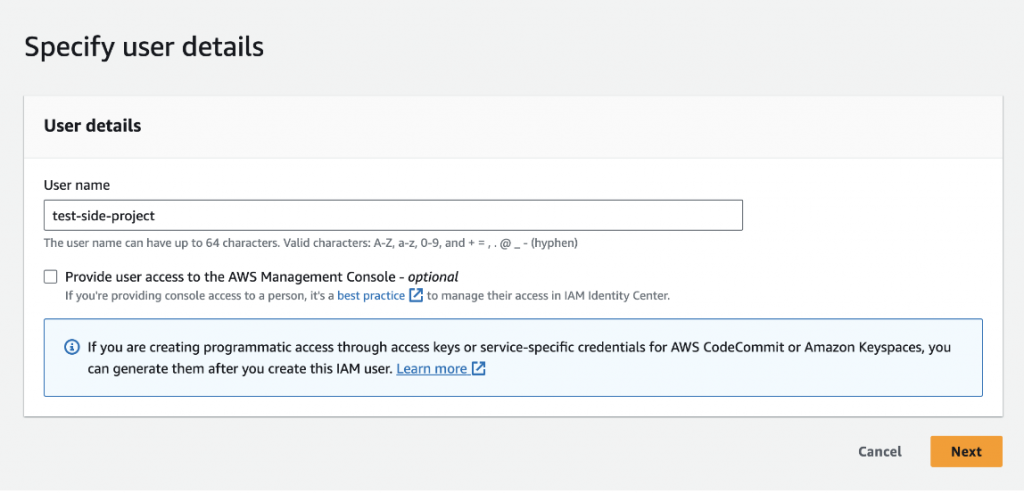 Specify user details
User details
User name
test-side-project
The user name can have up to 64 characters. Valid characters: A-Z, a-z, 0-9, and + = , . @ _ - (hyphen)
Provide user access to the AWS Management Console - optional
If you're providing console access to a person, it's a best practice to manage their access in IAM Identity Center.
If you are creating programmatic access through access keys or service-specific credentials for AWS CodeCommit or Amazon Keyspaces, you
can generate them after you create this IAM user. Learn more
Cancel Next